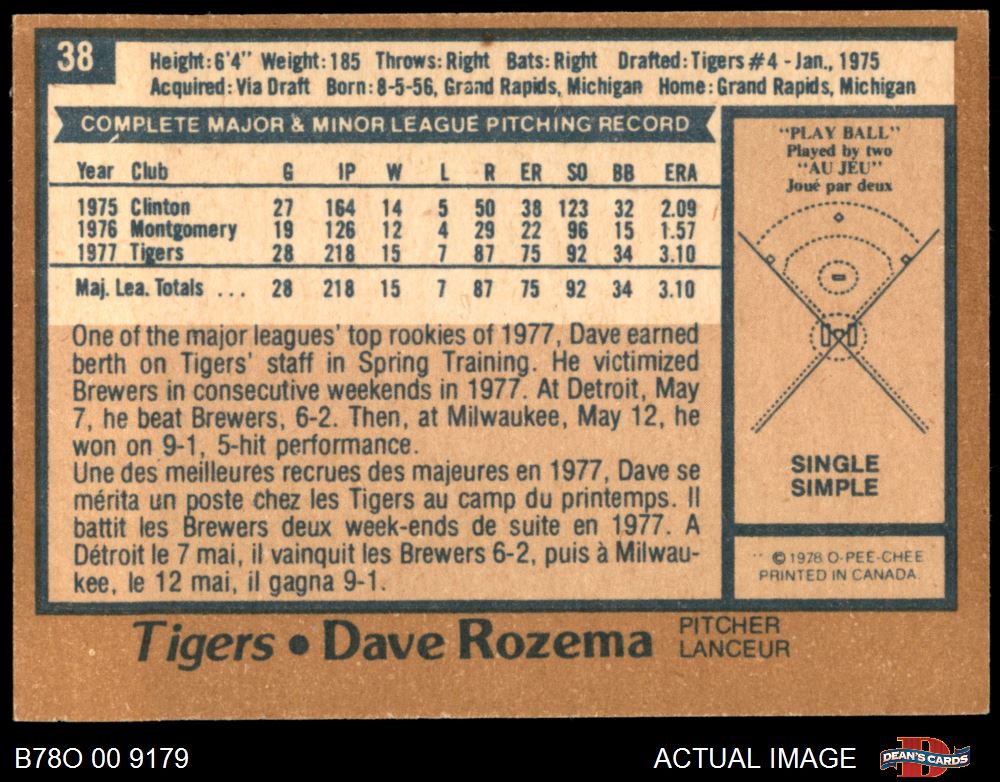 38
Height: 6'4" Weight: 185 Throws: Right Bats: Right Drafted: Tigers #4 - Jan., 1975
Acquired: Via Draft Born: 8-5-56, Grand Rapids, Michigan Home: Grand Rapids, Michigan
COMPLETE MAJOR & MINOR LEAGUE PITCHING RECORD
Year Club G IP W L R ER SO BB ERA
1975 Clinton 27 164 14 5 50 38 123 32 2.09
1976 Montgomery 19 126 12 4 29 22 96 15 1.57
1977 Tigers 28 218 15 7 87 75 92 34 3.10
Maj. Lea. Totals ... 28 218 15 7 87 75 92 34 3.10
One of the major leagues' top rookies of 1977, Dave earned
berth on Tigers' staff in Spring Training. He victimized
Brewers in consecutive weekends in 1977. At Detroit, May
7, he beat Brewers, 6-2. Then, at Milwaukee, May 12, he
won on 9-1, 5-hit performance.
Une des meilleures recrues des majeures en 1977, Dave se
mérita un poste chez les Tigers au camp du printemps. Il
battit les Brewers deux week-ends de suite en 1977. A
Détroit le 7 mai, il vainquit les Brewers 6-2, puis à Milwau-
kee, le 12 mai, il gagna 9-1.
"PLAY BALL"
Played by two
"AU JEU"
Joué par deux
SINGLE
SIMPLE
© 1978 O-PEE-CHEE
PRINTED IN CANADA.
Tigers • Dave Rozema PITCHER
LANCEUR
B78O 00 9179
ACTUAL IMAGE
DEAN'S CARDS